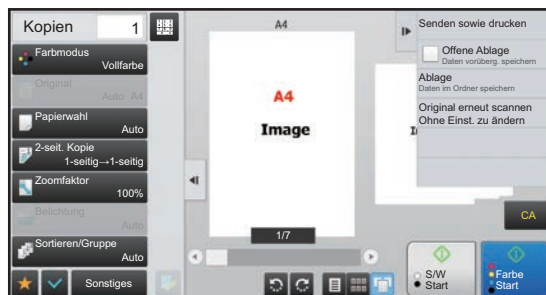 Kopien 1
Farbmodus
Vollfarbe
Original
Auto A4
Papierwahl
Auto
2-seit. Kopie
1-seitig→1-seitig
Zoomfaktor
100%
Belichtung
Auto
Sortieren/Gruppe
Auto
Sonstiges
A4
A4
Image
1/7
Senden sowie drucken
Offene Ablage
Daten vorüberg. speichern
Ablage
Daten im Ordner speichern
Original erneut scannen
Ohne Einst. zu ändern
CA
S/W
Start
Farbe
Start